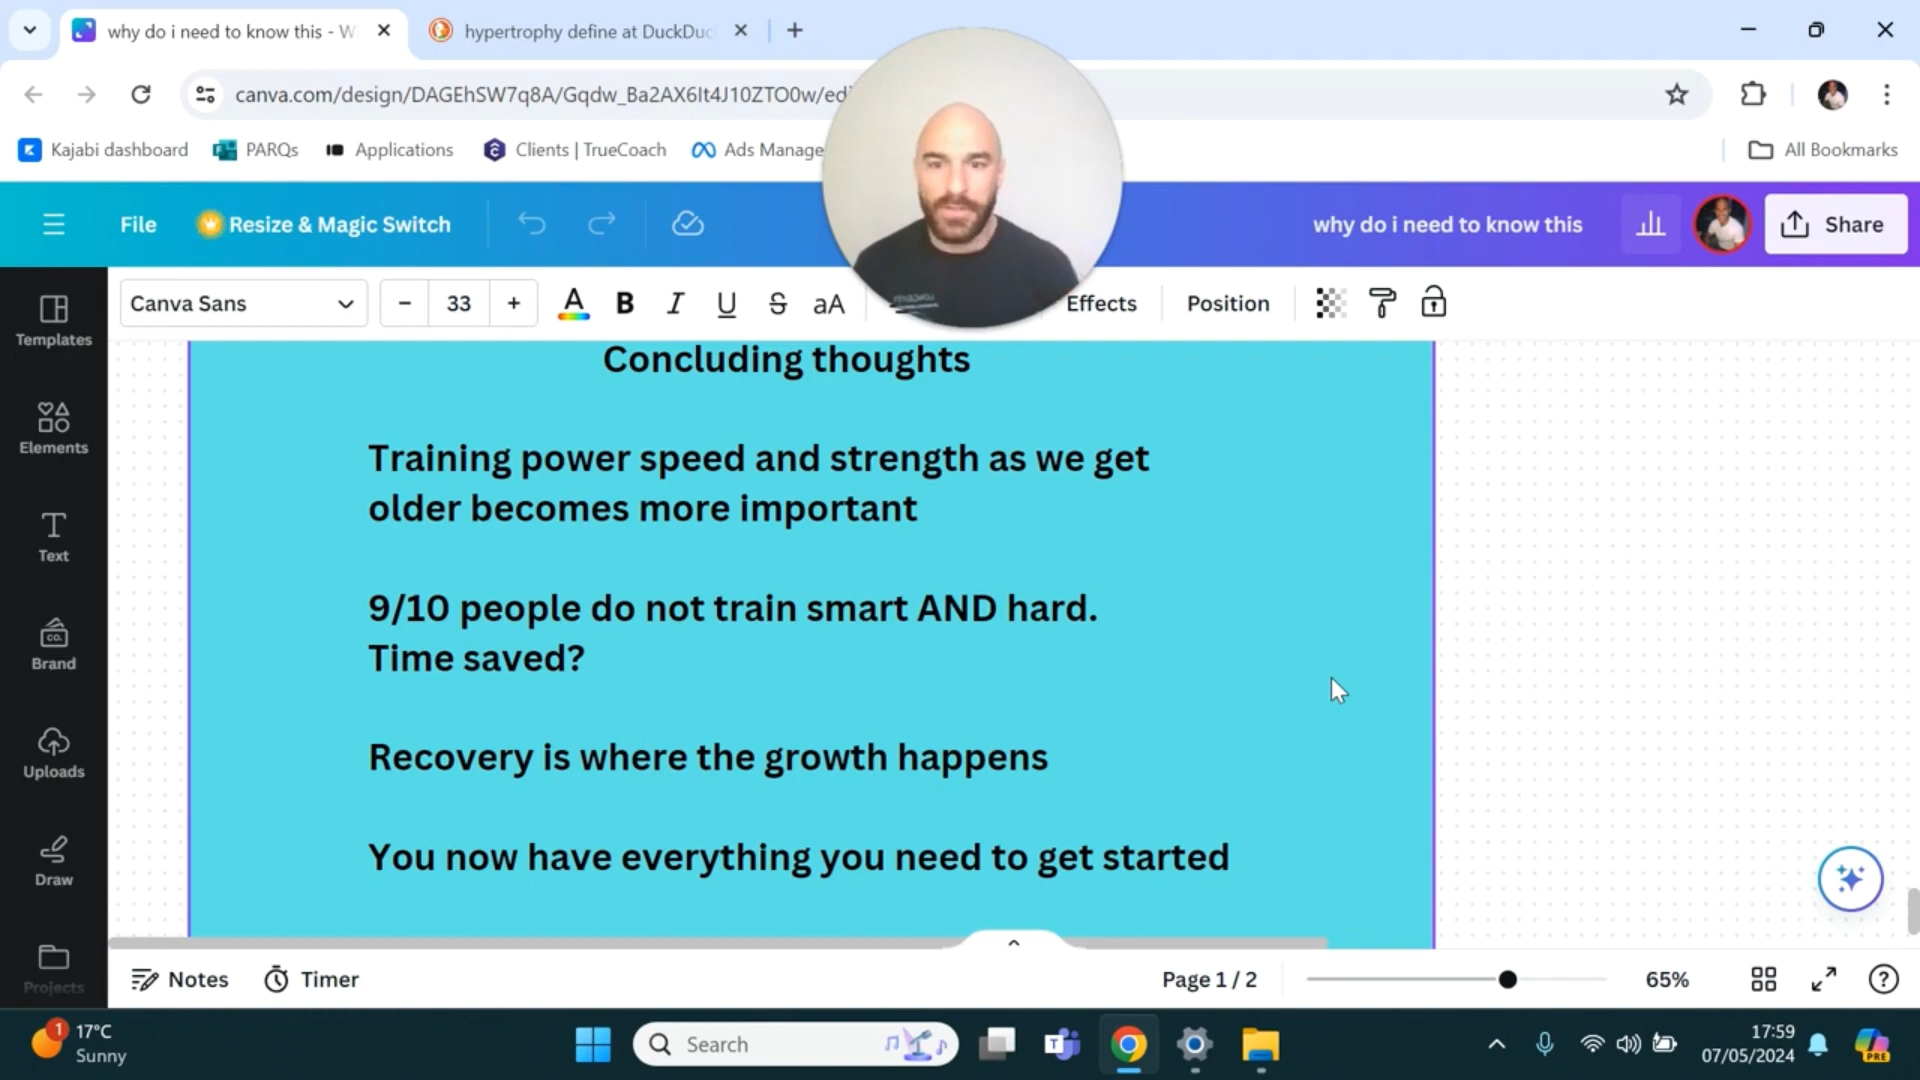 why do i need to know this - W
hypertrophy define at DuckDuc
canva.com/design/DAGEhSW7q8A/Gqdw_Ba2AX6It4J10ZTO0w/edi
Kajabi dashboard
PARQs
Applications
Clients | TrueCoach
Ads Manage
All Bookmarks
File
Resize & Magic Switch
why do i need to know this
Share
Canva Sans
33
A
B
I
U
S
aA
Effects
Position
Templates
Elements
Text
Brand
Uploads
Draw
Projects
Concluding thoughts
Training power speed and strength as we get
older becomes more important
9/10 people do not train smart AND hard.
Time saved?
Recovery is where the growth happens
You now have everything you need to get started
Notes
Timer
Page 1 / 2
65%
1
17°C
Sunny
Search
17:59
07/05/2024
PRE